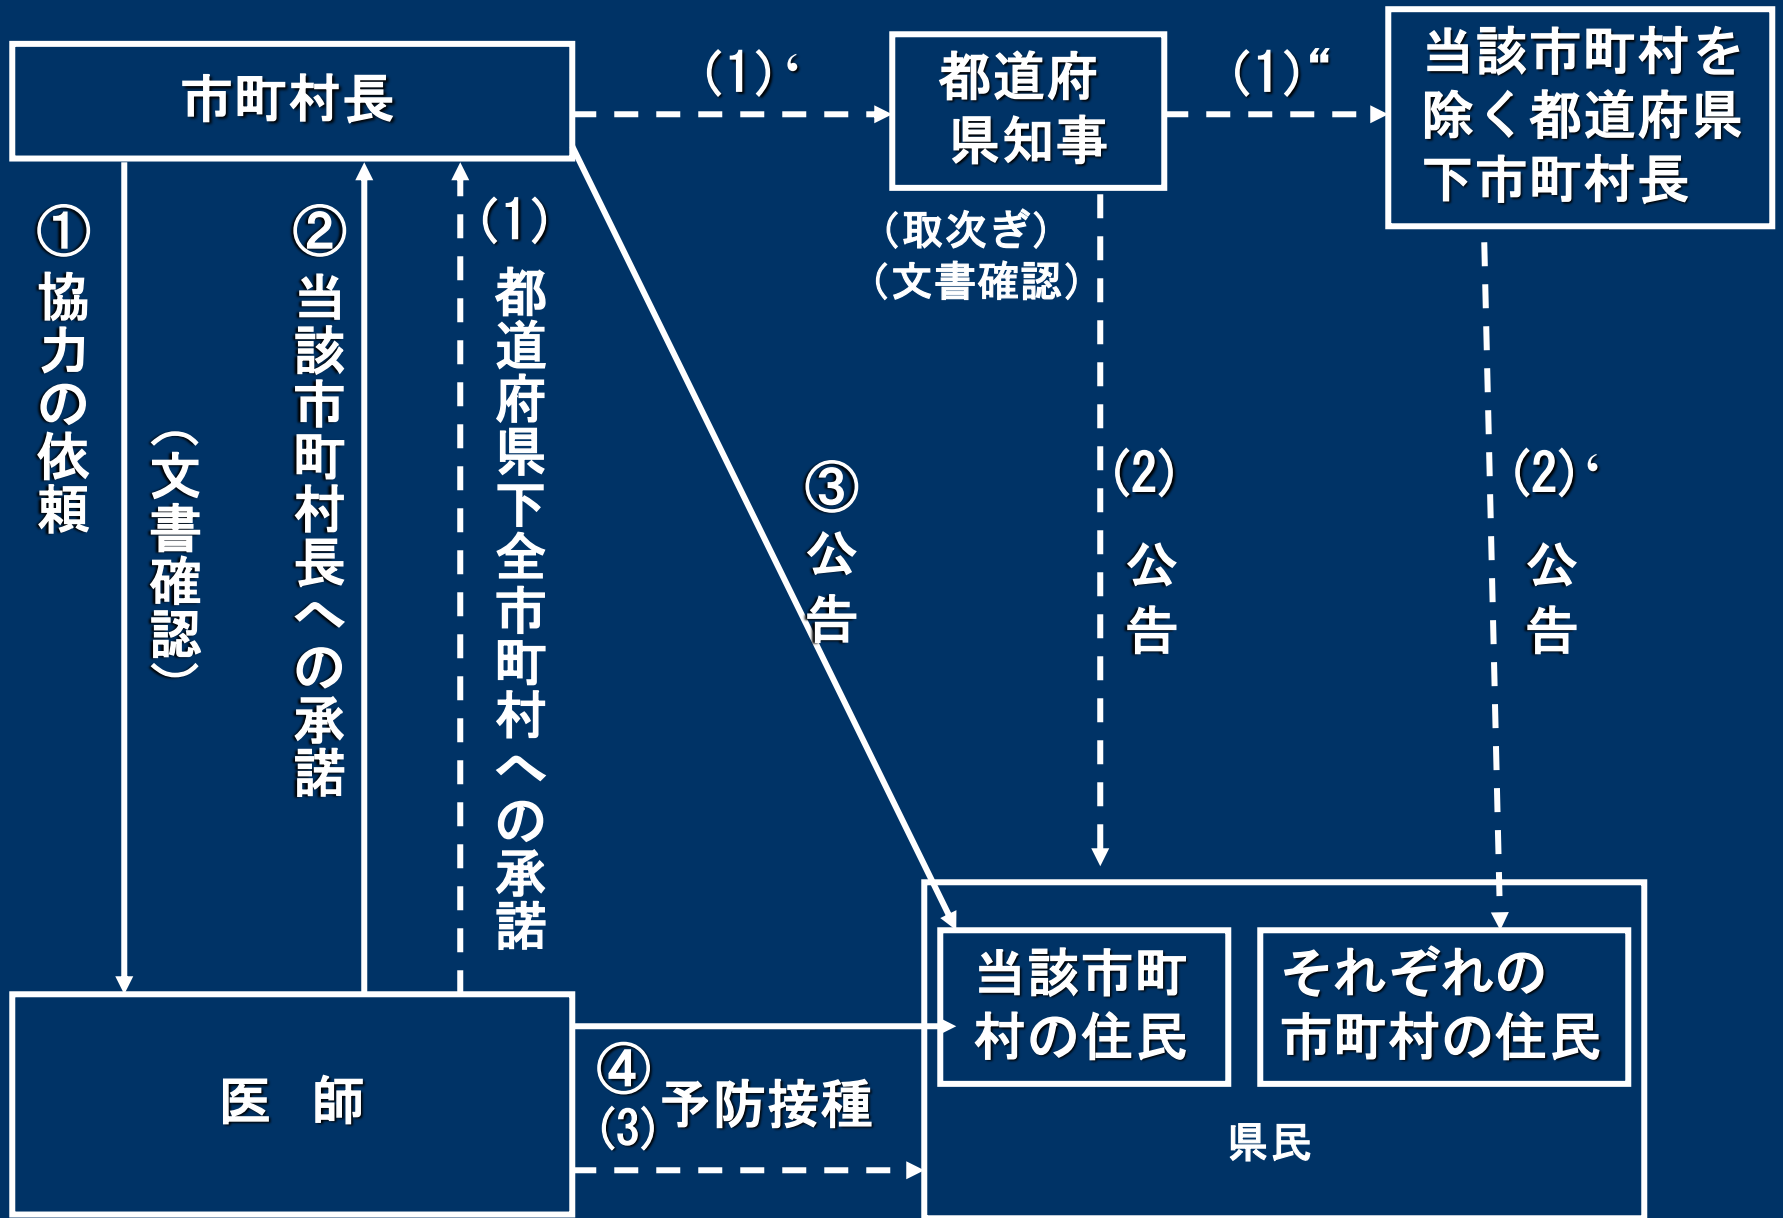 市町村長
(1)‘
都道府
県知事
(1)“
当該市町村を
除く都道府県
下市町村長
（取次ぎ）
（文書確認）
①協力の依頼
（文書確認）
②当該市町村長への承諾
(1)都道府県下全市町村への承諾
③公告
(2)公告
(2)‘公告
医　師
④
(3)
予防接種
当該市町
村の住民
それぞれの
市町村の住民
県民